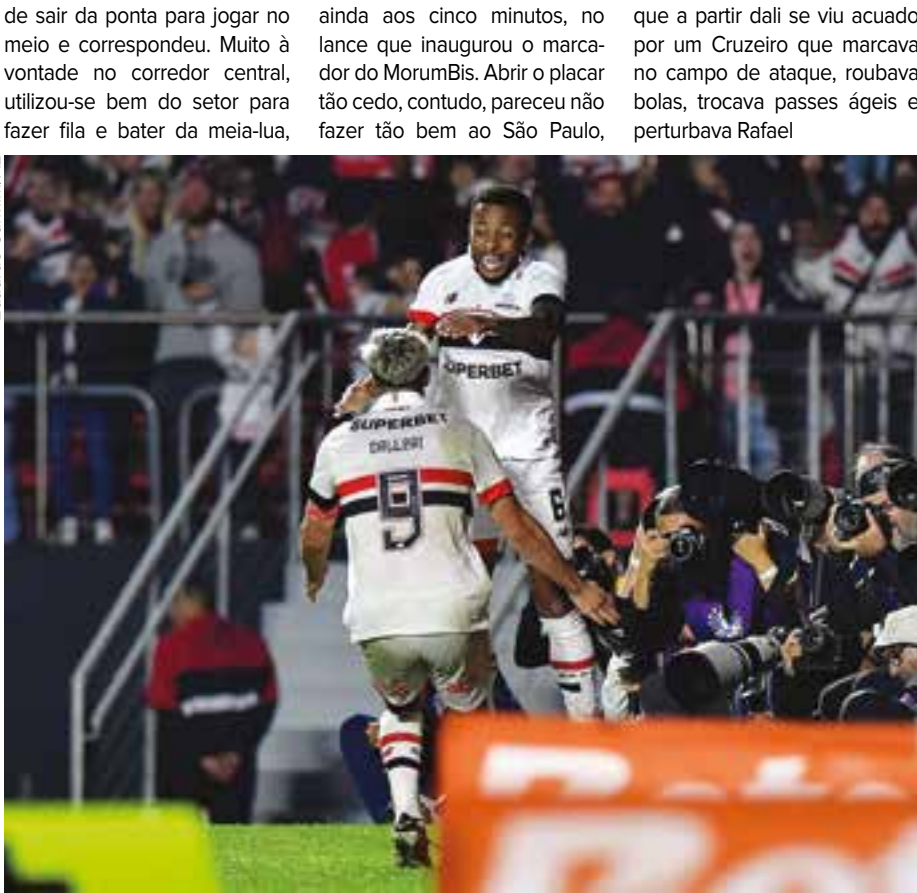 de sair da ponta para jogar no
meio e correspondeu. Muito à
vontade no corredor central,
utilizou-se bem do setor para
fazer fila e bater da meia-lua,
ainda aos cinco minutos, no
lance que inaugurou o marca-
dor do MorumBis. Abrir o placar
tão cedo, contudo, pareceu não
fazer tão bem ao São Paulo,
que a partir dali se viu acuado
por um Cruzeiro que marcava
no campo de ataque, roubava
bolas, trocava passes ágeis e
perturbava Rafael
SUPERBET
SUPERBET
CALLERI
9
6